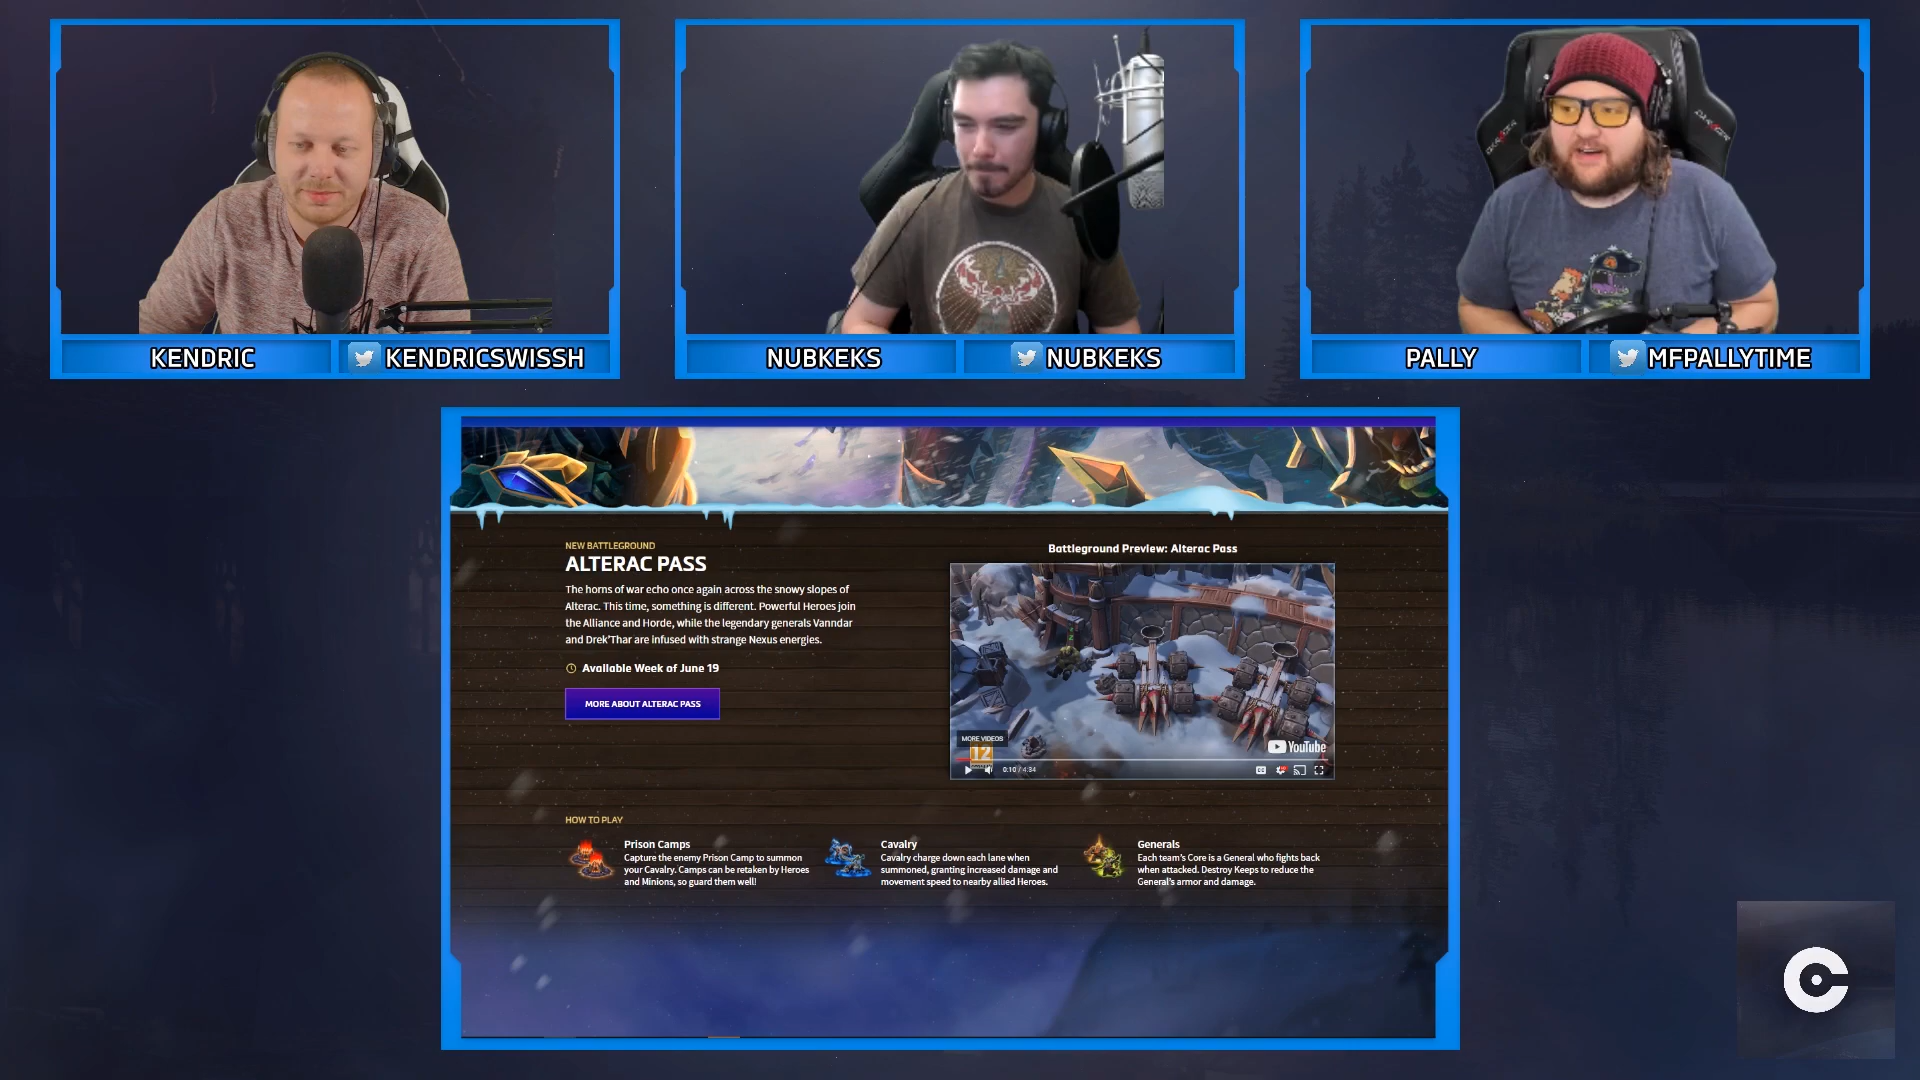 KENDRIC
KENDRICSWISSH
NUBKEKS
NUBKEKS
PALLY
MFPALLYTIME
NEW BATTLEGROUND
ALTERAC PASS
The horns of war echo once again across the snowy slopes of
Alterac. This time, something is different. Powerful Heroes join
the Alliance and Horde, while the legendary generals Vanndar
and Drek'Thar are infused with strange Nexus energies.
Available Week of June 19
MORE ABOUT ALTERAC PASS
Battleground Preview: Alterac Pass
MORE VIDEOS
12
YouTube
0:10 / 4:34
HOW TO PLAY
Prison Camps
Capture the enemy Prison Camp to summon
your Cavalry. Camps can be retaken by Heroes
and Minions, so guard them well!
Cavalry
Cavalry charge down each lane when
summoned, granting increased damage and
movement speed to nearby allied Heroes.
Generals
Each team's Core is a General who fights back
when attacked. Destroy Keeps to reduce the
General's armor and damage.